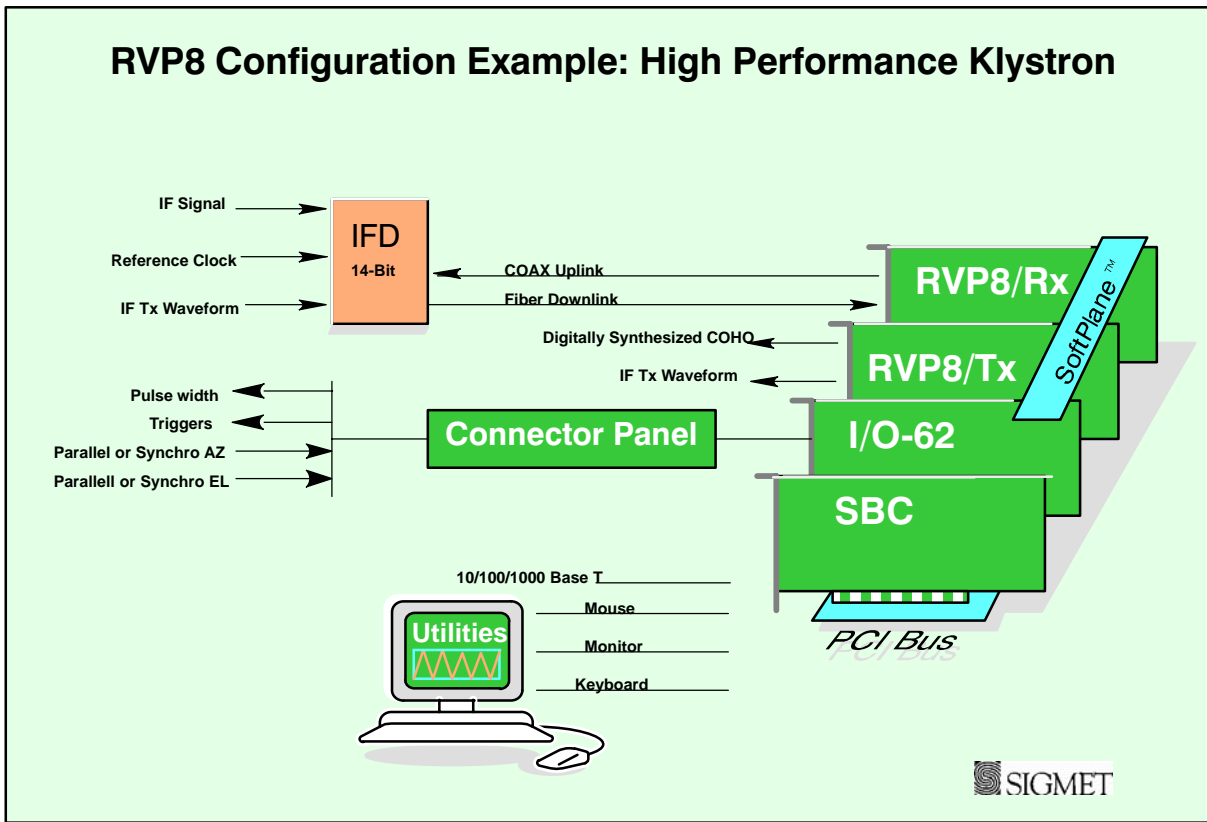 RVP8 Configuration Example: High Performance Klystron
IF Signal
Reference Clock
IF Tx Waveform
IFD
14-Bit
COAX Uplink
Fiber Downlink
Digitally Synthesized COHO
IF Tx Waveform
RVP8/Rx
RVP8/Tx
I/O-62
SBC
SoftPlane™
Pulse width
Triggers
Parallel or Synchro AZ
Parallell or Synchro EL
Connector Panel
10/100/1000 Base T
Mouse
Monitor
Keyboard
Utilities
PCI Bus
SIGMET